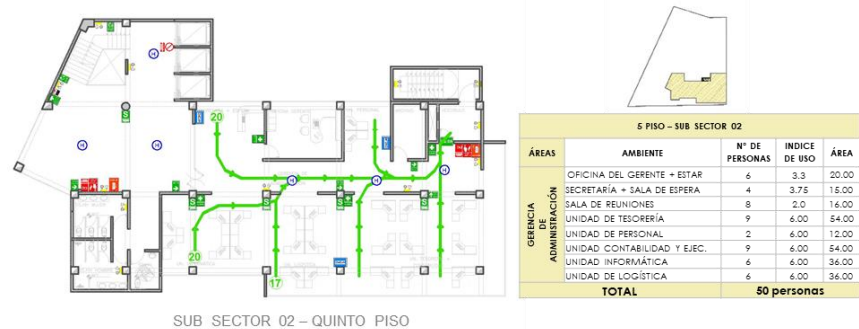 20
20
17
SUB SECTOR 02 – QUINTO PISO
5 PISO – SUB SECTOR 02
ÁREAS AMBIENTE N° DE PERSONAS INDICE DE USO ÁREA
GERENCIA DE ADMINISTRACIÓN
OFICINA DEL GERENTE + ESTAR 6 3.3 20.00
SECRETARÍA + SALA DE ESPERA 4 3.75 15.00
SALA DE REUNIONES 8 2.0 16.00
UNIDAD DE TESORERÍA 9 6.00 54.00
UNIDAD DE PERSONAL 2 6.00 12.00
UNIDAD CONTABILIDAD Y EJEC. 9 6.00 54.00
UNIDAD INFORMÁTICA 6 6.00 36.00
UNIDAD DE LOGÍSTICA 6 6.00 36.00
TOTAL 50 personas